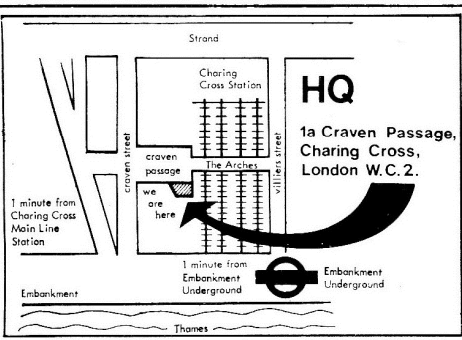 Strand
Charing
Cross Station
HQ
1a Craven Passage,
Charing Cross,
London W.C.2.
craven street
craven
passage
The Arches
villiers street
we
are
here
1 minute from
Charing Cross
Main Line
Station
1 minute from
Embankment
Underground
Embankment
Underground
Embankment
Thames